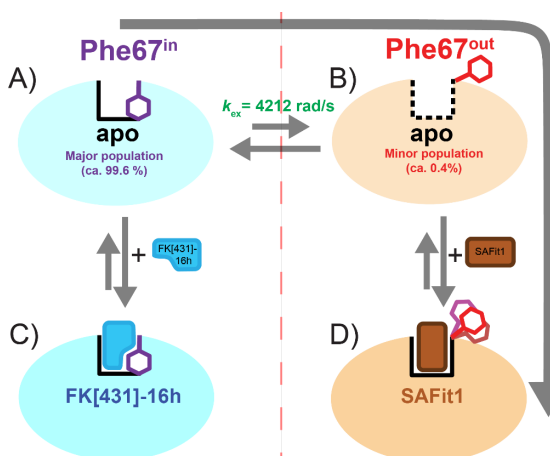 Phe67in
Phe67out
A)
B)
kex= 4212 rad/s
apo
apo
Major population
(ca. 99.6 %)
Minor population
(ca. 0.4%)
+
FK[431]-
16h
+
SAFit1
C)
D)
FK[431]-16h
SAFit1